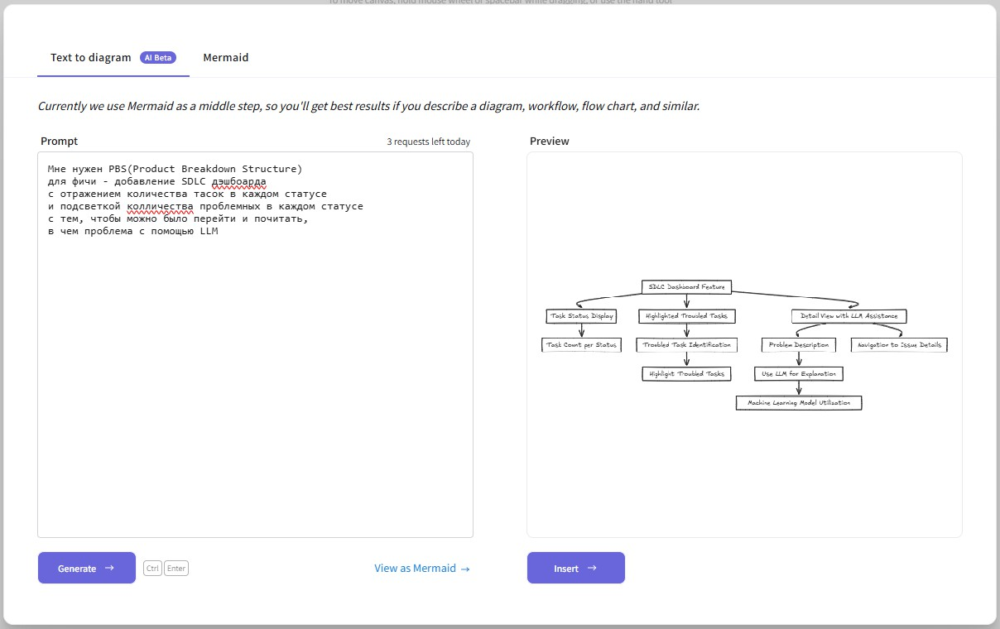 To move canvas, hold mouse wheel or spacebar while dragging, or use the hand tool
Text to diagram AI Beta Mermaid
Currently we use Mermaid as a middle step, so you'll get best results if you describe a diagram, workflow, flow chart, and similar.
Prompt 3 requests left today
Мне нужен PBS(Product Breakdown Structure)
для фичи - добавление SDLC дэшбоарда
с отражением количества тасок в каждом статусе
и подсветкой колличества проблемных в каждом статусе
с тем, чтобы можно было перейти и почитать,
в чем проблема с помощью LLM
Generate →
Ctrl Enter
View as Mermaid →
Preview
SDLC Dashboard Feature
Task Status Display Highlighted Troubled Tasks Detail View with LLM Assistance
Task Count per Status Troubled Task Identification Problem Description Navigation to Issue Details
Highlight Troubled Tasks Use LLM for Explanation
Machine Learning Model Utilization
Insert →